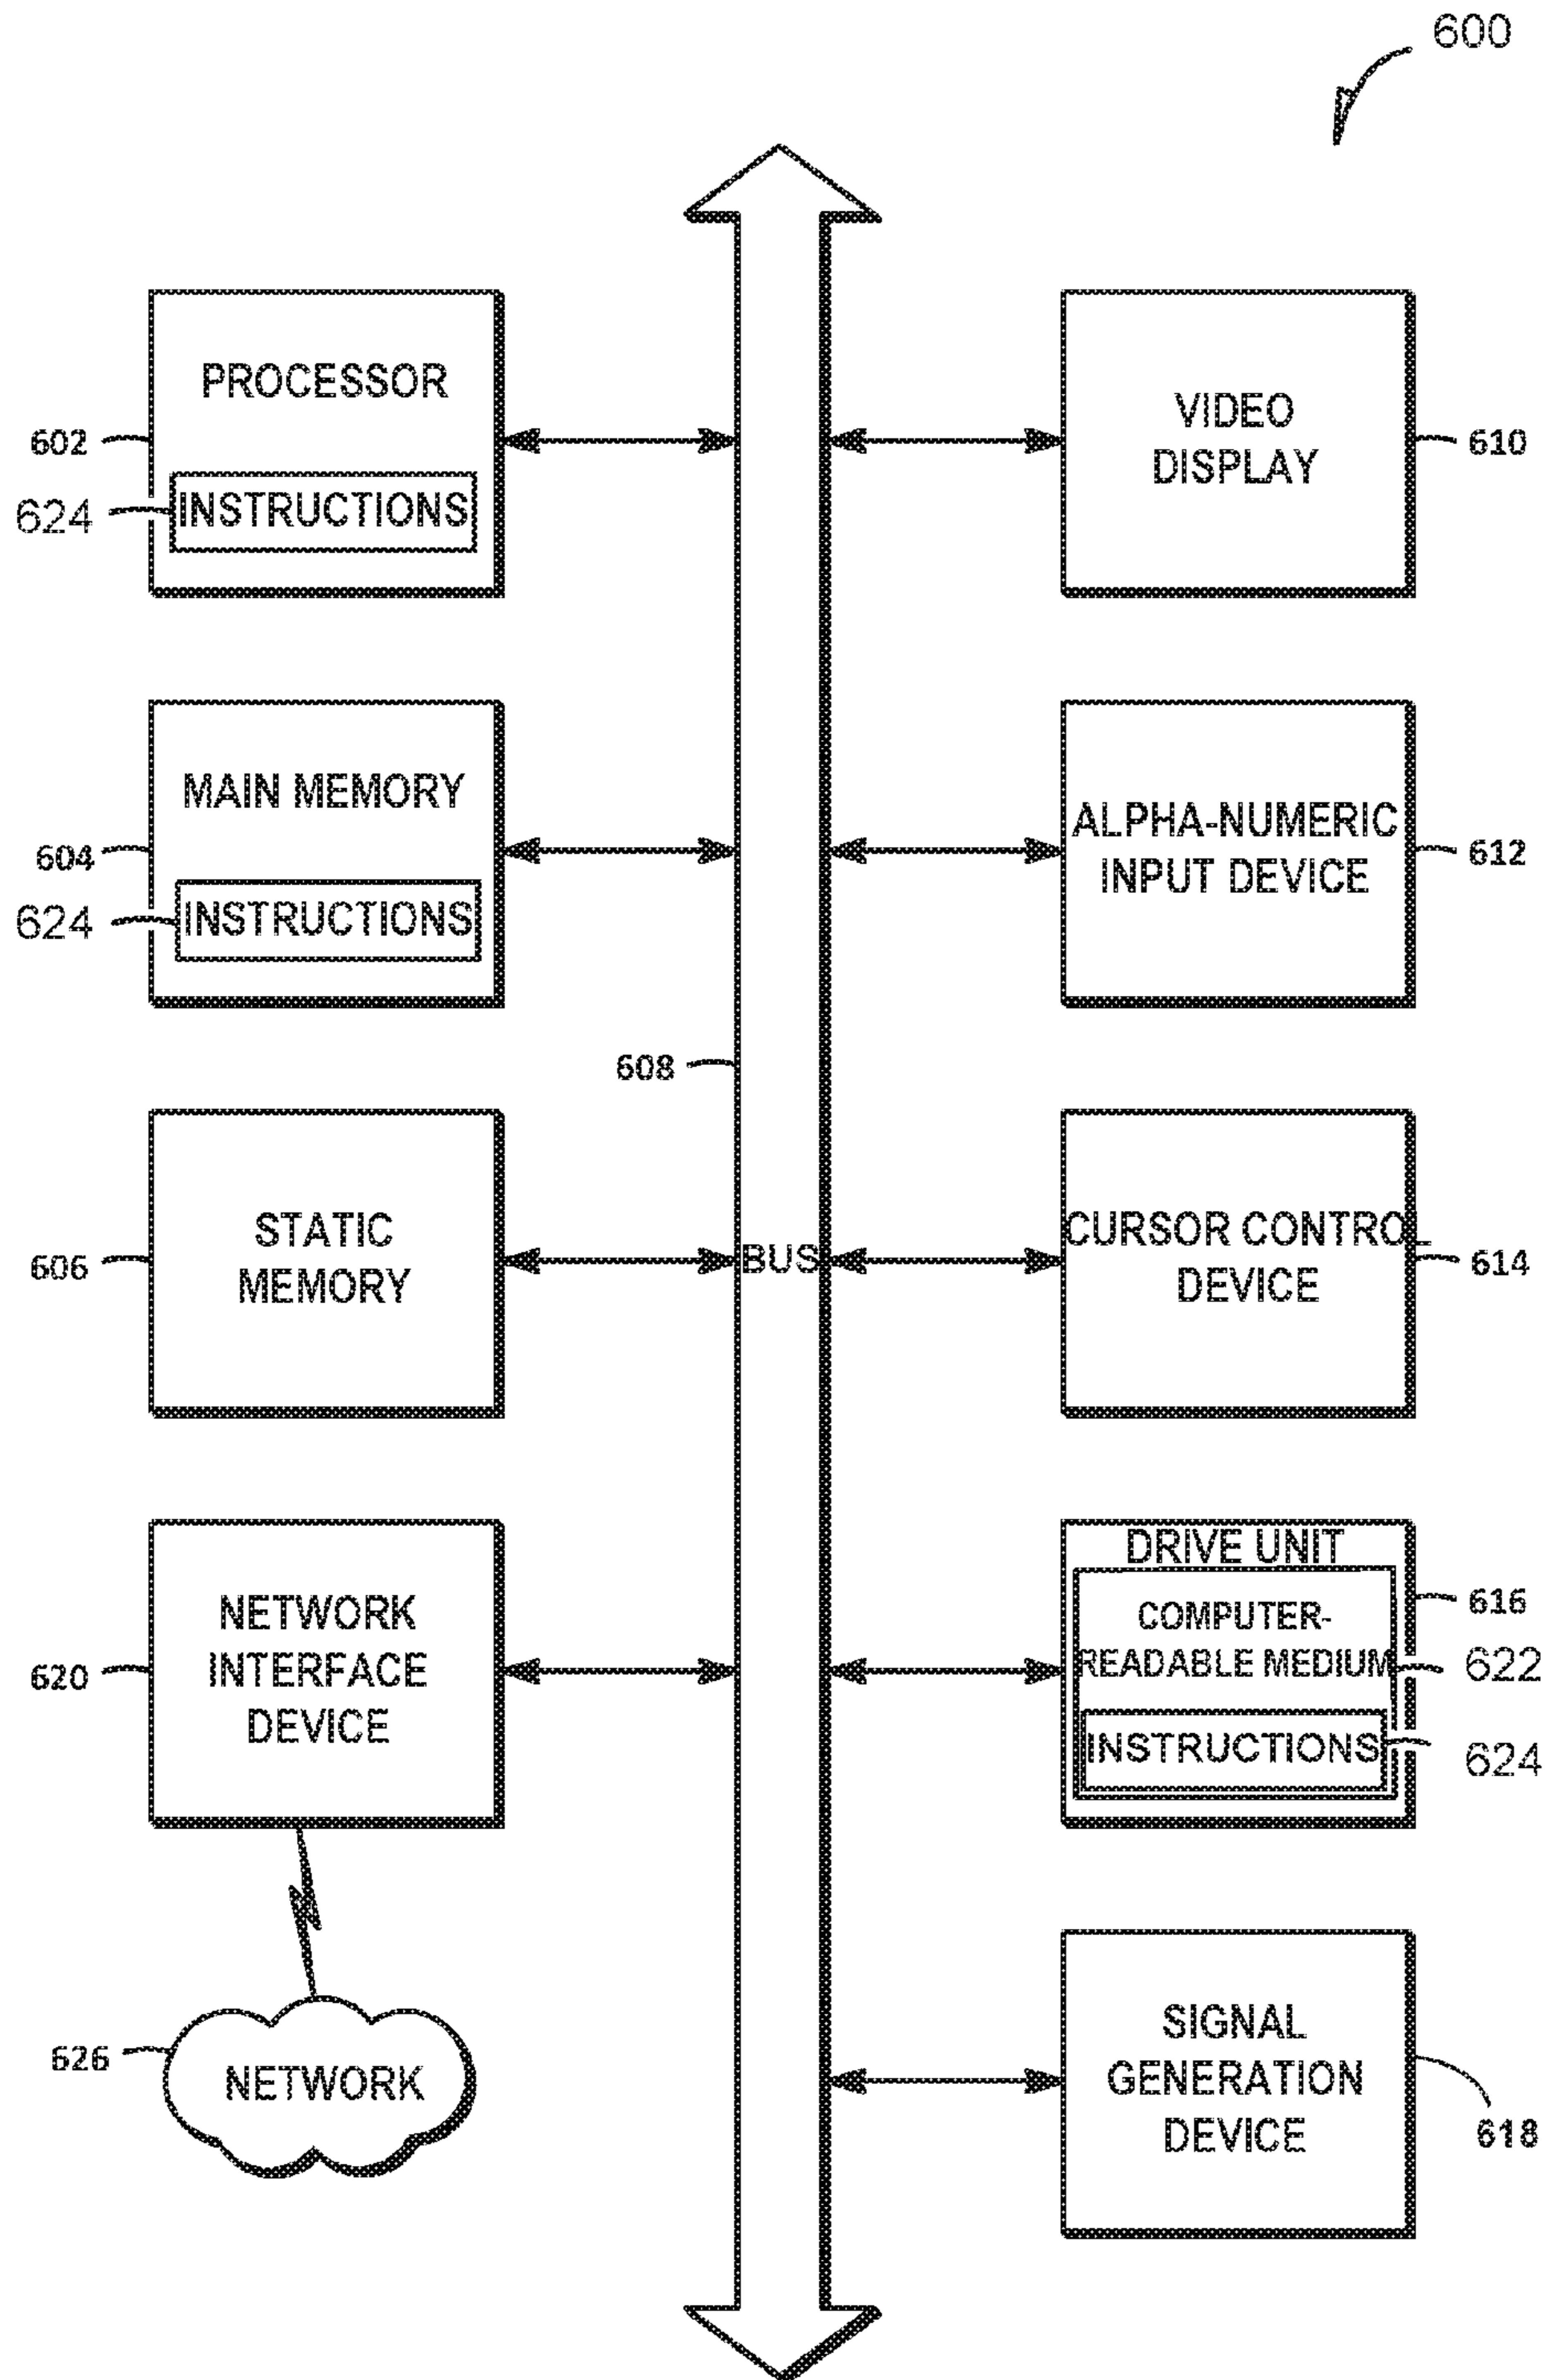 600
PROCESSOR
602
624
INSTRUCTIONS
VIDEO
DISPLAY
610
MAIN MEMORY
604
624
INSTRUCTIONS
ALPHA-NUMERIC
INPUT DEVICE
612
608
BUS
STATIC
MEMORY
606
CURSOR CONTROL
DEVICE
614
NETWORK
INTERFACE
DEVICE
620
DRIVE UNIT
616
COMPUTER-
READABLE MEDIUM
622
INSTRUCTIONS
624
626
NETWORK
SIGNAL
GENERATION
DEVICE
618